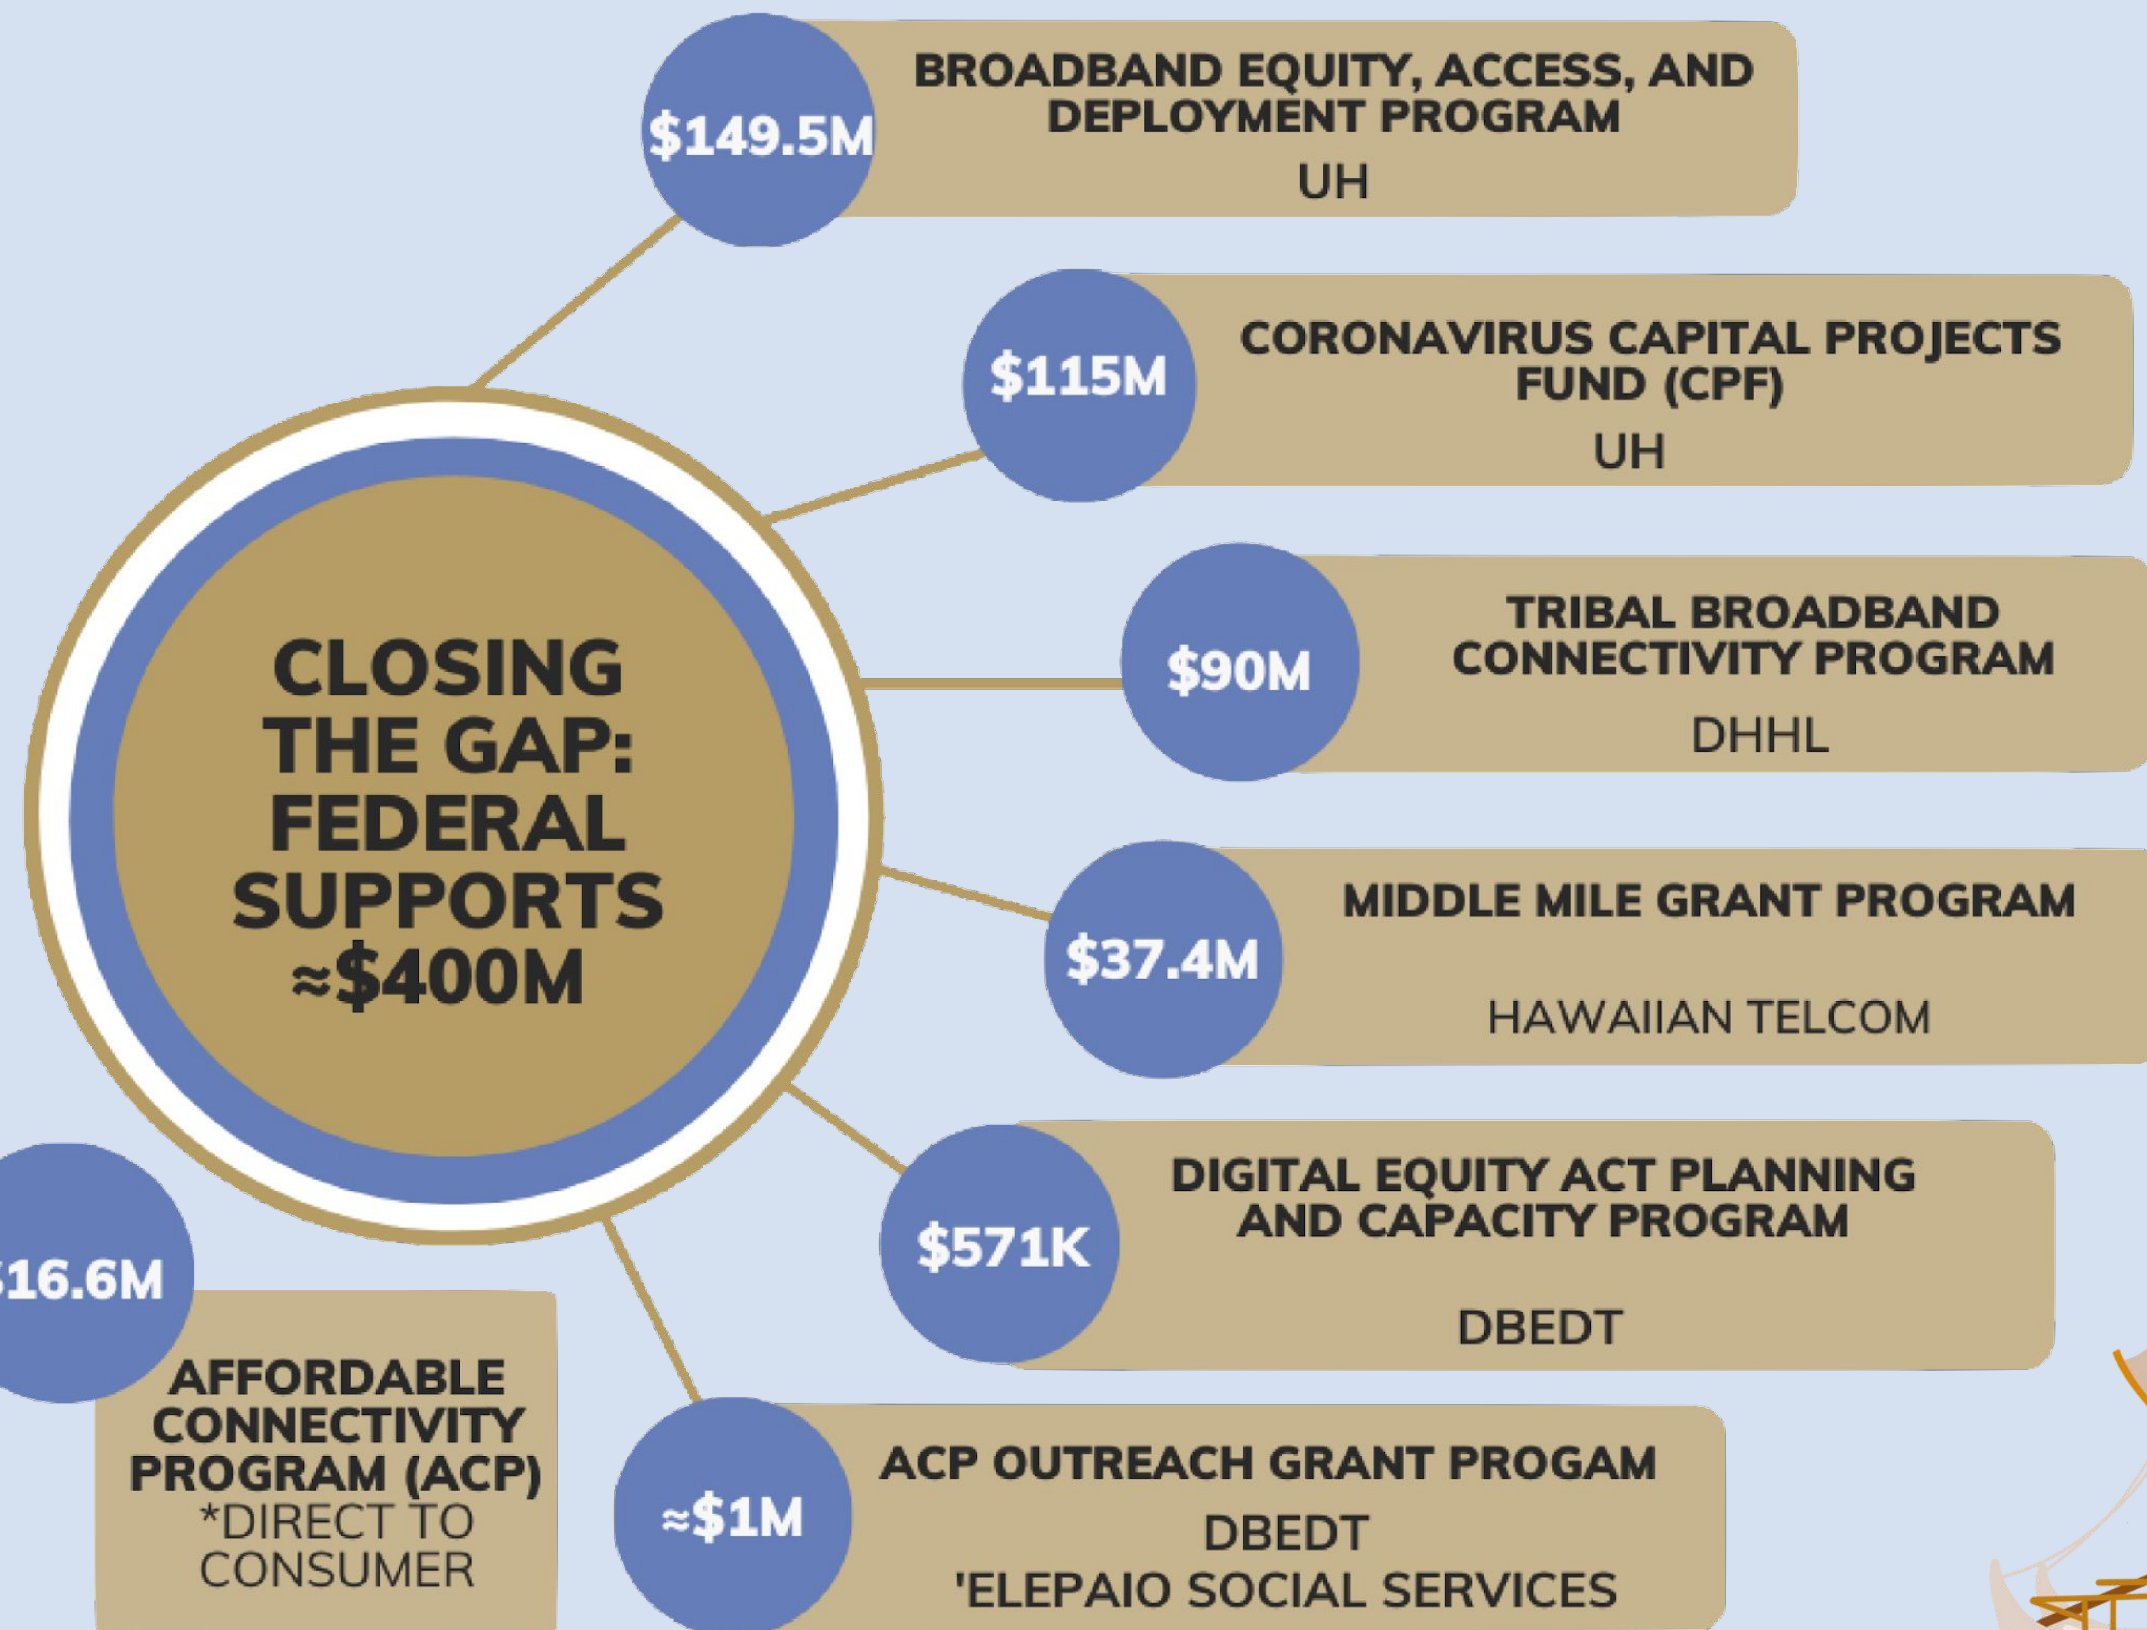 $149.5M
BROADBAND EQUITY, ACCESS, AND
DEPLOYMENT PROGRAM
UH
$115M
CORONAVIRUS CAPITAL PROJECTS
FUND (CPF)
UH
$90M
TRIBAL BROADBAND
CONNECTIVITY PROGRAM
DHHL
CLOSING
THE GAP:
FEDERAL
SUPPORTS
≈$400M
$37.4M
MIDDLE MILE GRANT PROGRAM
HAWAIIAN TELCOM
$571K
DIGITAL EQUITY ACT PLANNING
AND CAPACITY PROGRAM
DBEDT
$16.6M
AFFORDABLE
CONNECTIVITY
PROGRAM (ACP)
*DIRECT TO
CONSUMER
≈$1M
ACP OUTREACH GRANT PROGAM
DBEDT
'ELEPAIO SOCIAL SERVICES